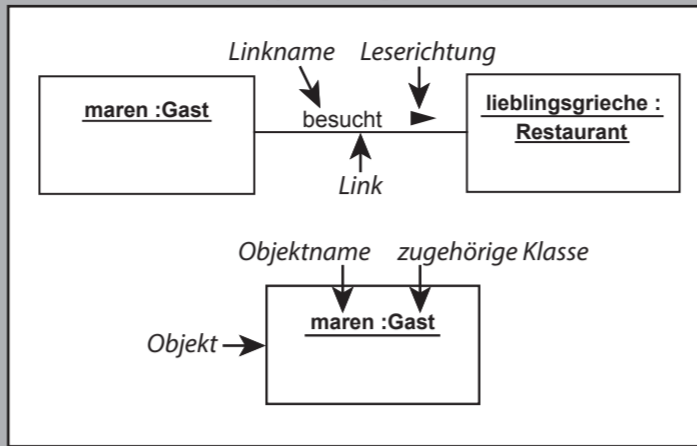 Linkname Leserichtung
maren :Gast
besucht
lieblingsgrieche :
Restaurant
Link
Objektname zugehörige Klasse
maren :Gast
Objekt